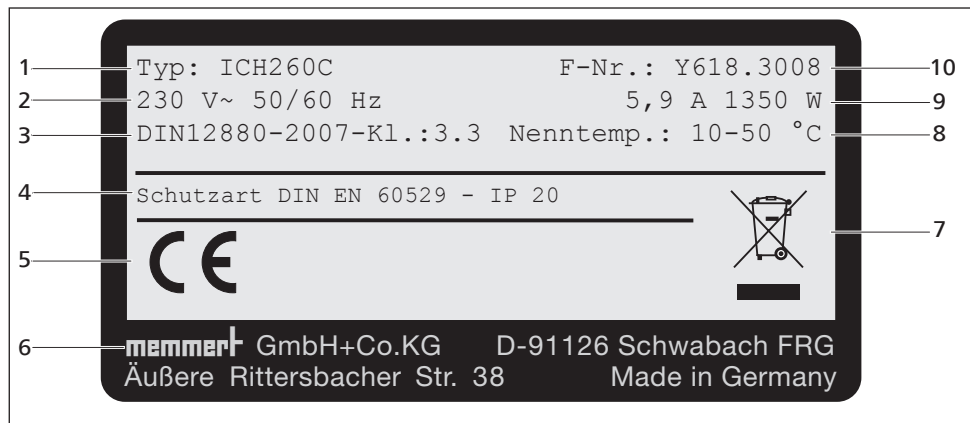 1 Typ: ICH260C F-Nr.: Y618.3008 10
2 230 V~ 50/60 Hz 5,9 A 1350 W 9
3 DIN12880-2007-Kl.:3.3 Nenntemp.: 10-50 °C 8
4 Schutzart DIN EN 60529 - IP 20
5 CE 7
6 memmert GmbH+Co.KG D-91126 Schwabach FRG
Äußere Rittersbacher Str. 38 Made in Germany